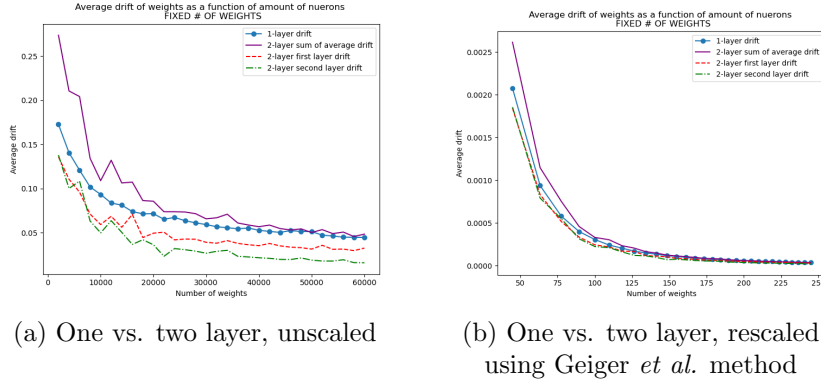 Average drift of weights as a function of amount of nuerons
FIXED # OF WEIGHTS
1-layer drift
2-layer sum of average drift
2-layer first layer drift
2-layer second layer drift
0.25
0.20
0.15
0.10
0.05
Average drift
0 10000 20000 30000 40000 50000 60000
Number of weights
(a) One vs. two layer, unscaled
Average drift of weights as a function of amount of nuerons
FIXED # OF WEIGHTS
1-layer drift
2-layer sum of average drift
2-layer first layer drift
2-layer second layer drift
0.0025
0.0020
0.0015
0.0010
0.0005
0.0000
Average drift
50 75 100 125 150 175 200 225 250
Number of weights
(b) One vs. two layer, rescaled
using Geiger et al. method